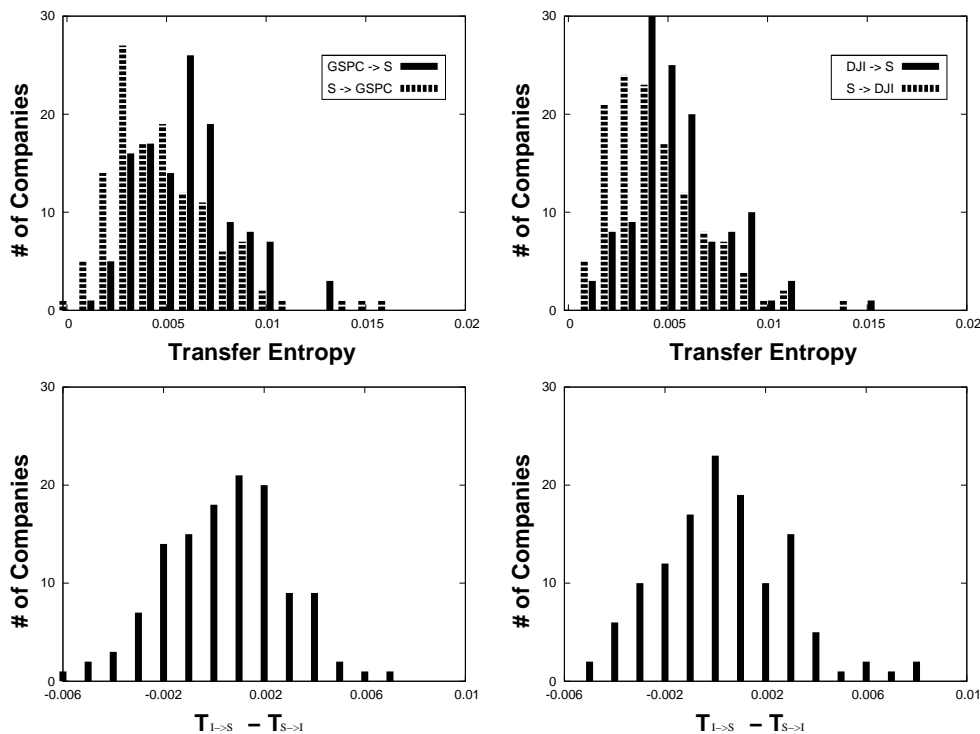 30
20
10
0
# of Companies
GSPC -> S
S -> GSPC
0 0.005 0.01 0.015 0.02
Transfer Entropy
30
20
10
0
# of Companies
DJI -> S
S -> DJI
0 0.005 0.01 0.015 0.02
Transfer Entropy
30
20
10
0
# of Companies
-0.006 -0.002 0.002 0.006 0.01
T I->S – T S->I
30
20
10
0
# of Companies
-0.006 -0.002 0.002 0.006 0.01
T I->S – T S->I